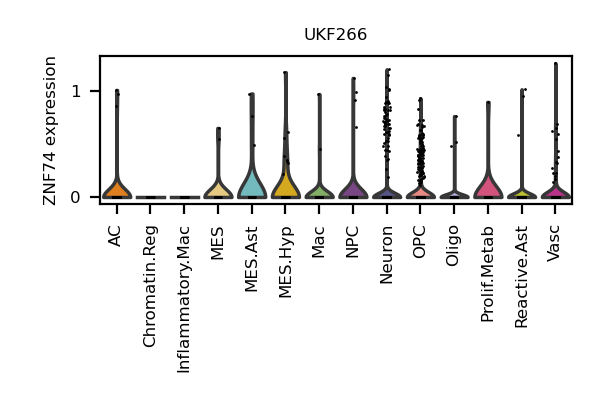 UKF266
ZNF74 expression
1
0
AC
Chromatin.Reg
Inflammatory.Mac
MES
MES.Ast
MES.Hyp
Mac
NPC
Neuron
OPC
Oligo
Prolif.Metab
Reactive.Ast
Vasc